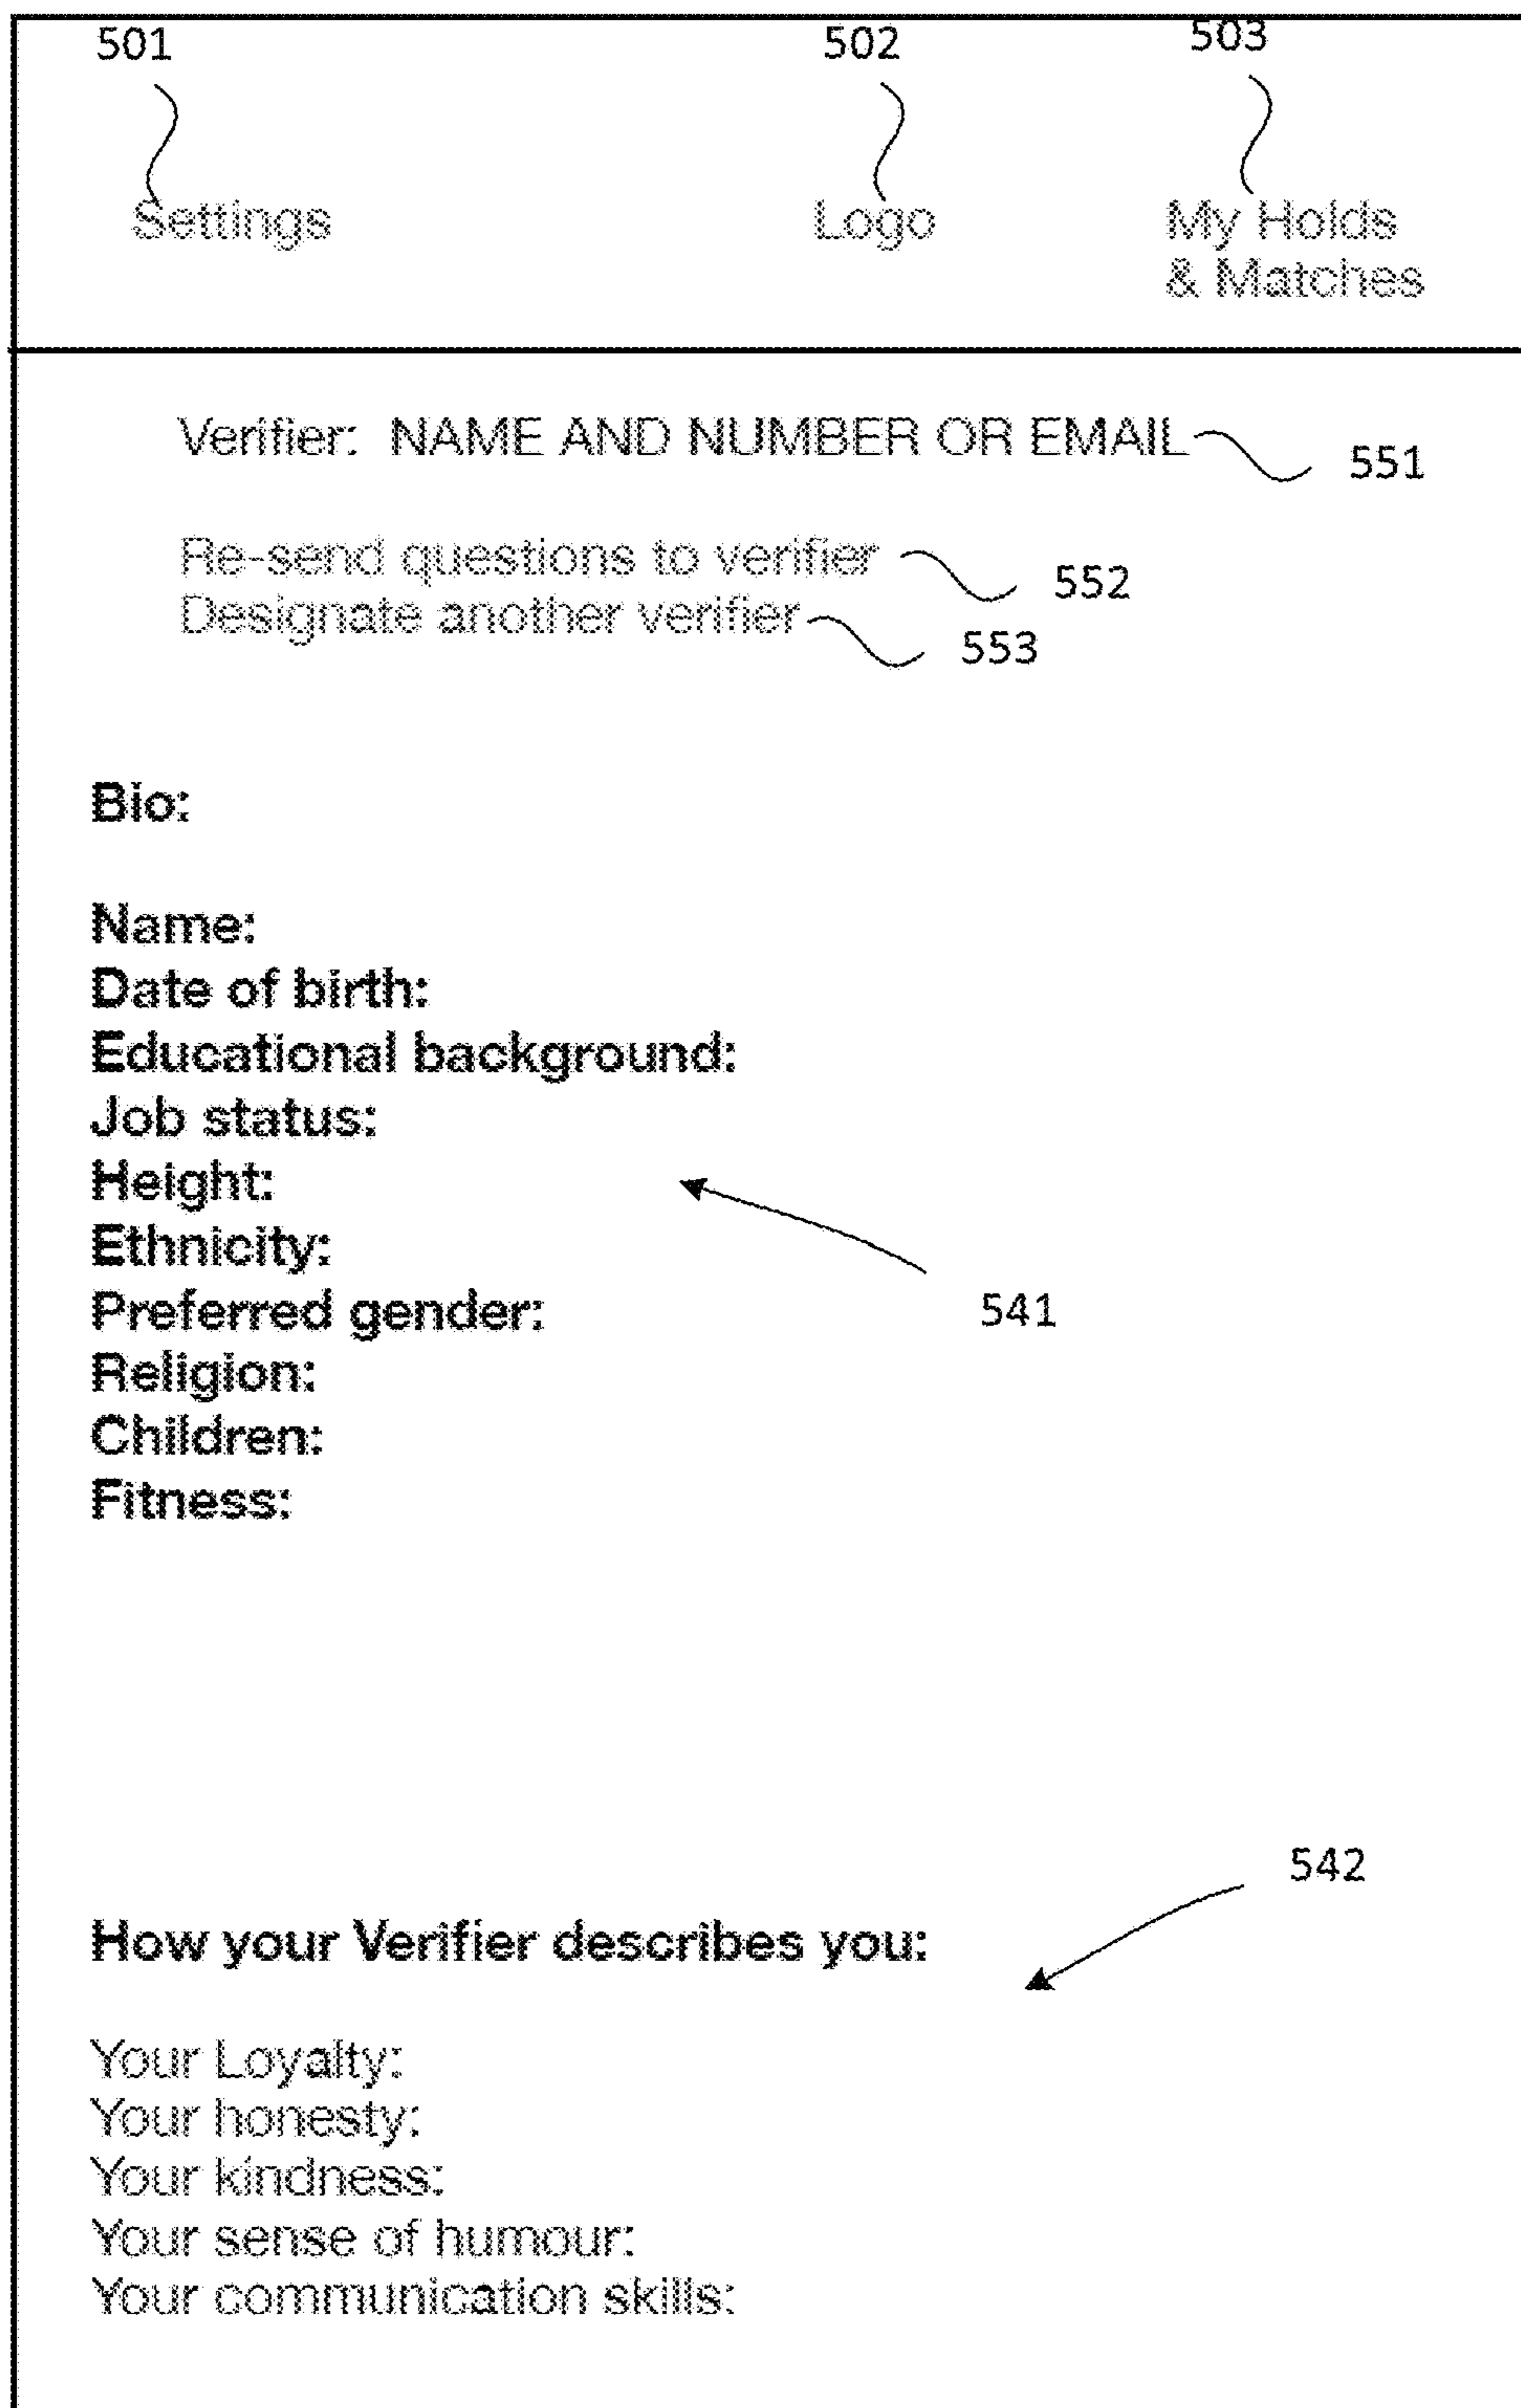 501 502 503
Settings Logo My Holds
& Matches
Verifier: NAME AND NUMBER OR EMAIL 551
Re-send questions to verifier 552
Designate another verifier 553
Bio:
Name:
Date of birth:
Educational background:
Job status:
Height:
Ethnicity:
Preferred gender: 541
Religion:
Children:
Fitness:
542
How your Verifier describes you:
Your Loyalty:
Your honesty:
Your kindness:
Your sense of humour:
Your communication skills: